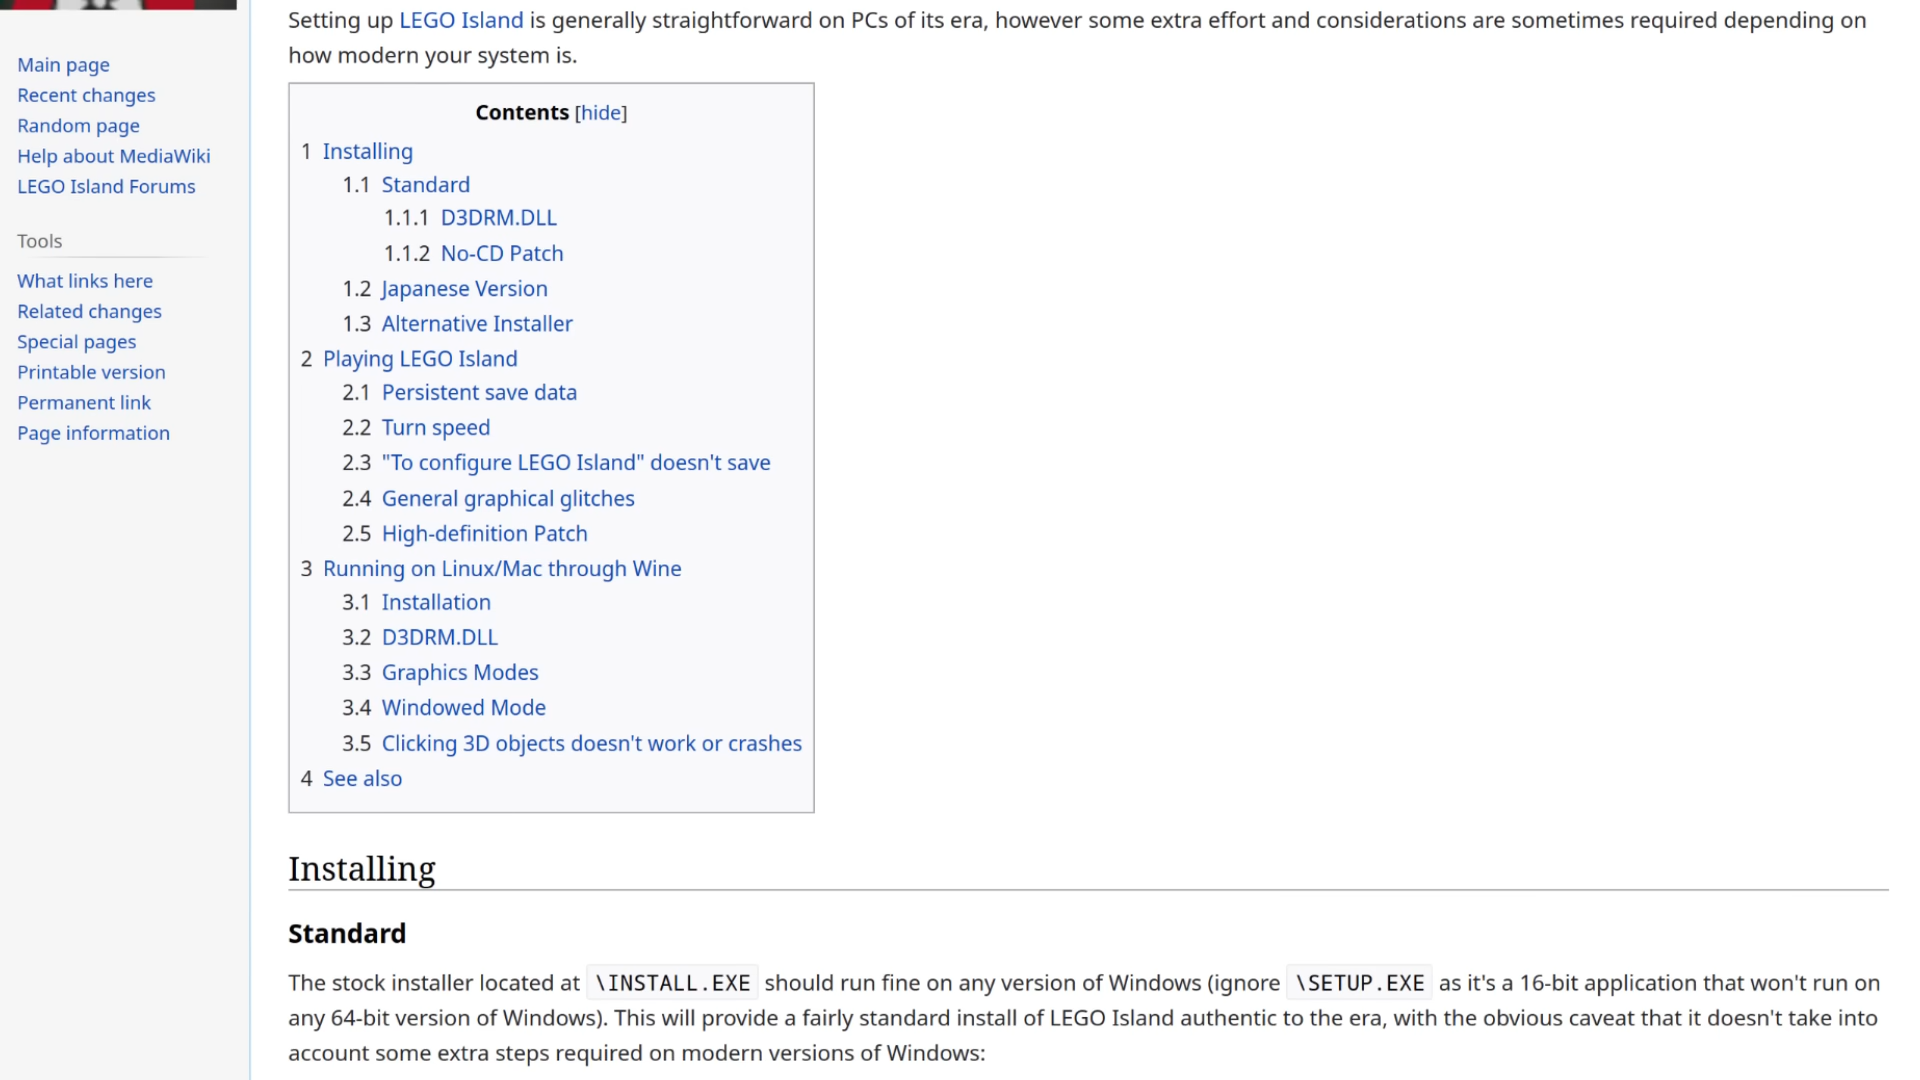 Setting up LEGO Island is generally straightforward on PCs of its era, however some extra effort and considerations are sometimes required depending on
how modern your system is.
Main page
Recent changes
Random page
Help about MediaWiki
LEGO Island Forums
Tools
What links here
Related changes
Special pages
Printable version
Permanent link
Page information
Contents [hide]
1 Installing
1.1 Standard
1.1.1 D3DRM.DLL
1.1.2 No-CD Patch
1.2 Japanese Version
1.3 Alternative Installer
2 Playing LEGO Island
2.1 Persistent save data
2.2 Turn speed
2.3 "To configure LEGO Island" doesn't save
2.4 General graphical glitches
2.5 High-definition Patch
3 Running on Linux/Mac through Wine
3.1 Installation
3.2 D3DRM.DLL
3.3 Graphics Modes
3.4 Windowed Mode
3.5 Clicking 3D objects doesn't work or crashes
4 See also
Installing
Standard
The stock installer located at \INSTALL.EXE should run fine on any version of Windows (ignore \SETUP.EXE as it's a 16-bit application that won't run on
any 64-bit version of Windows). This will provide a fairly standard install of LEGO Island authentic to the era, with the obvious caveat that it doesn't take into
account some extra steps required on modern versions of Windows: